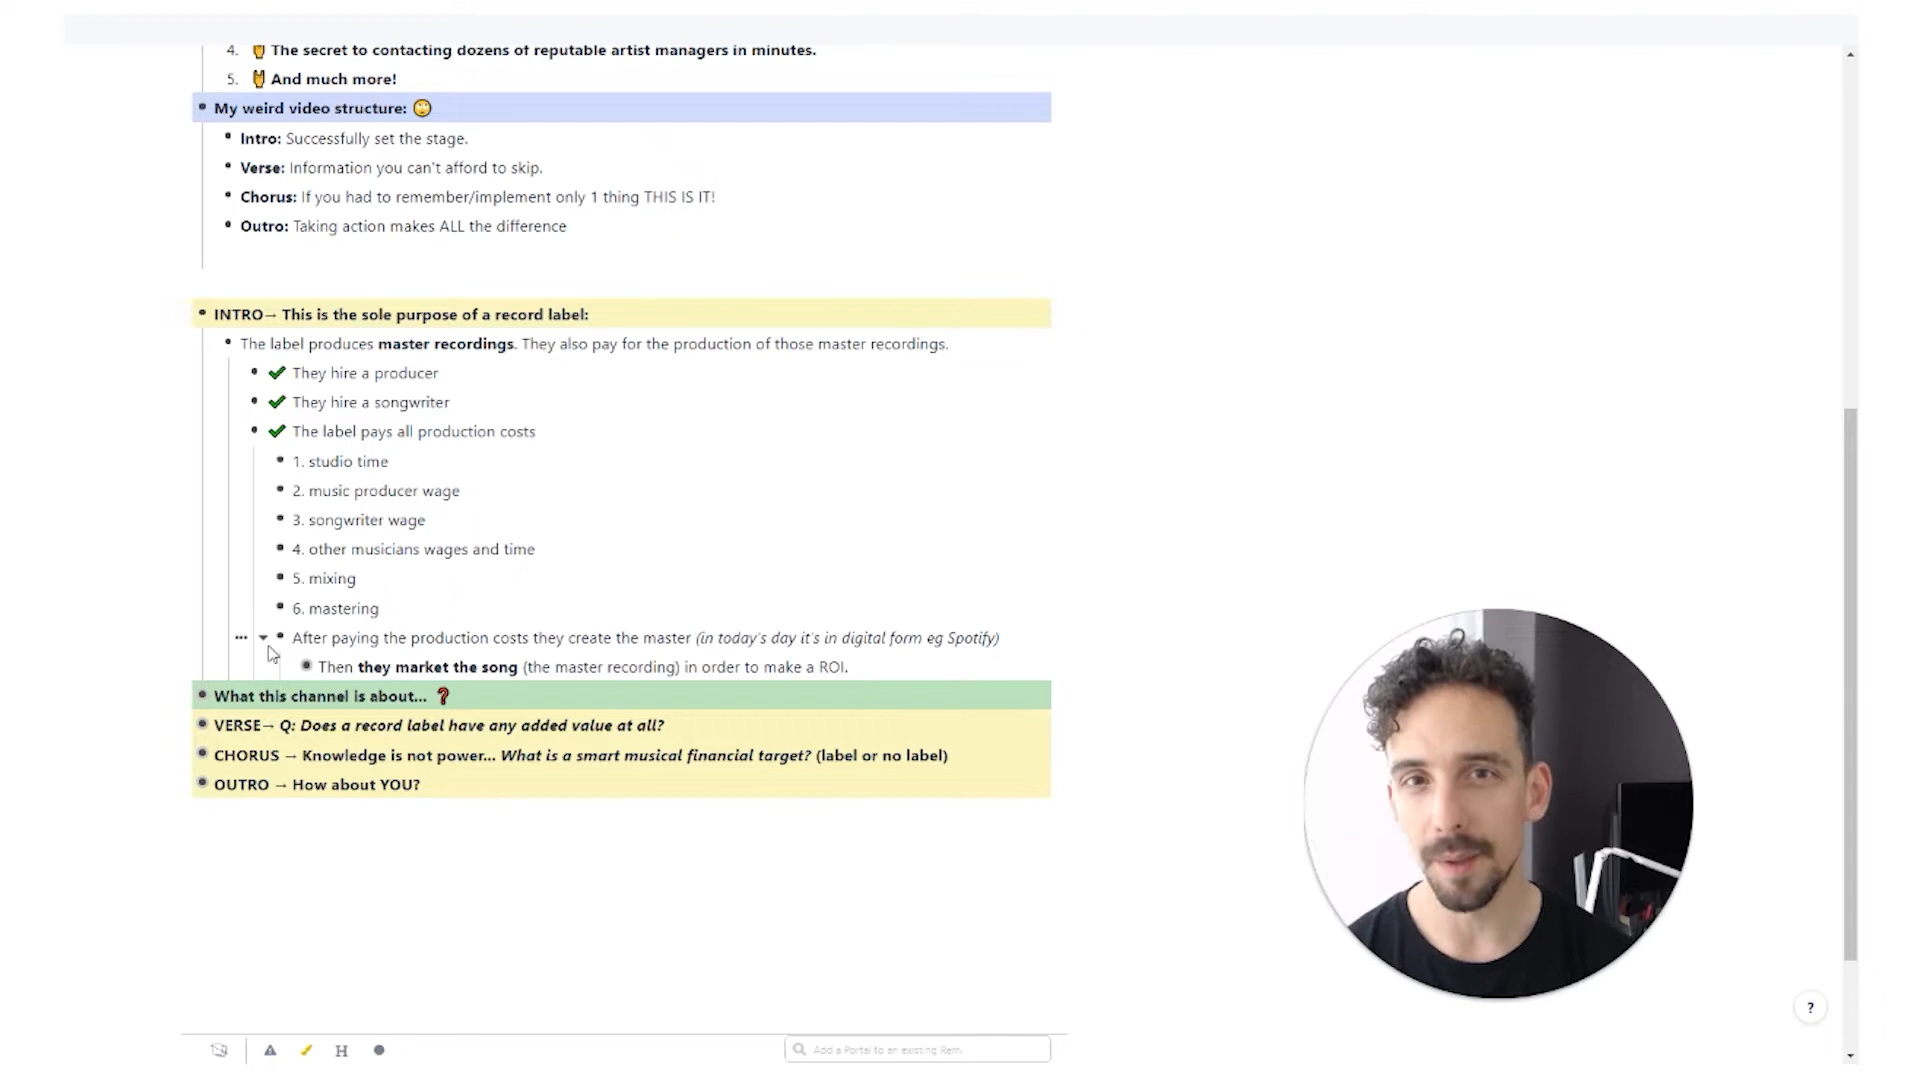 4. The secret to contacting dozens of reputable artist managers in minutes.
5. And much more!
My weird video structure:
Intro: Successfully set the stage.
Verse: Information you can't afford to skip.
Chorus: If you had to remember/implement only 1 thing THIS IS IT!
Outro: Taking action makes ALL the difference
INTRO→ This is the sole purpose of a record label:
The label produces master recordings. They also pay for the production of those master recordings.
✔ They hire a producer
✔ They hire a songwriter
✔ The label pays all production costs
1. studio time
2. music producer wage
3. songwriter wage
4. other musicians wages and time
5. mixing
6. mastering
After paying the production costs they create the master (in today's day it's in digital form eg Spotify)
Then they market the song (the master recording) in order to make a ROI.
What this channel is about... ❓
VERSE→ Q: Does a record label have any added value at all?
CHORUS → Knowledge is not power... What is a smart musical financial target? (label or no label)
OUTRO → How about YOU?
?
H
Add a Portal to an existing Rem.